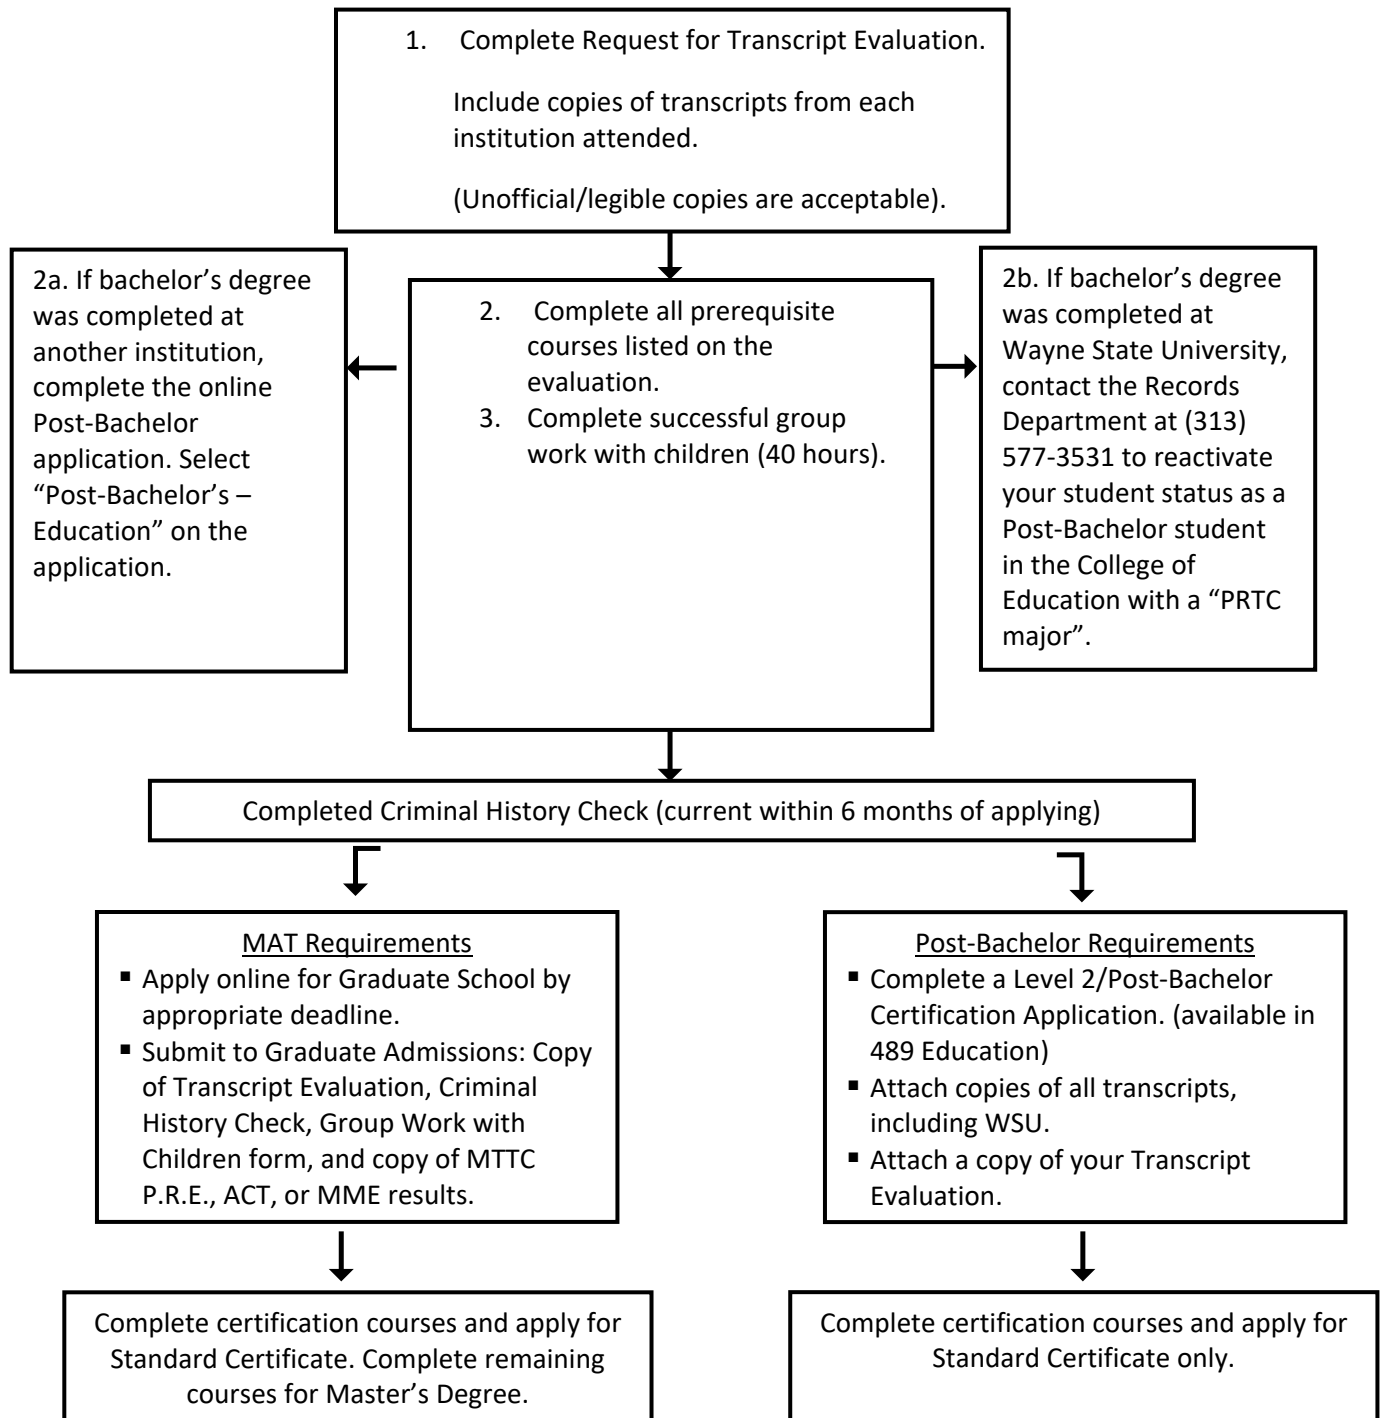 1. Complete Request for Transcript Evaluation.
Include copies of transcripts from each
institution attended.
(Unofficial/legible copies are acceptable).
2a. If bachelor’s degree
was completed at
another institution,
complete the online
Post-Bachelor
application. Select
“Post-Bachelor’s –
Education” on the
application.
2. Complete all prerequisite
courses listed on the
evaluation.
3. Complete successful group
work with children (40 hours).
2b. If bachelor’s degree
was completed at
Wayne State University,
contact the Records
Department at (313)
577-3531 to reactivate
your student status as a
Post-Bachelor student
in the College of
Education with a “PRTC
major”.
Completed Criminal History Check (current within 6 months of applying)
MAT Requirements
▪ Apply online for Graduate School by
appropriate deadline.
▪ Submit to Graduate Admissions: Copy
of Transcript Evaluation, Criminal
History Check, Group Work with
Children form, and copy of MTTC
P.R.E., ACT, or MME results.
Post-Bachelor Requirements
▪ Complete a Level 2/Post-Bachelor
Certification Application. (available in
489 Education)
▪ Attach copies of all transcripts,
including WSU.
▪ Attach a copy of your Transcript
Evaluation.
Complete certification courses and apply for
Standard Certificate. Complete remaining
courses for Master’s Degree.
Complete certification courses and apply for
Standard Certificate only.